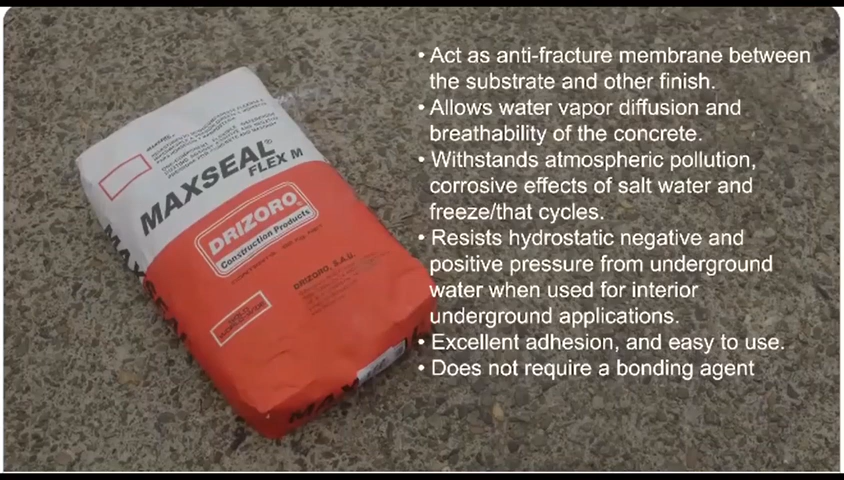 MAXSEAL®
FLEX M
DRIZORO
Construction Products
DRIZORO, S.A.U.
• Act as anti-fracture membrane between
the substrate and other finish.
• Allows water vapor diffusion and
breathability of the concrete.
• Withstands atmospheric pollution,
corrosive effects of salt water and
freeze/that cycles.
• Resists hydrostatic negative and
positive pressure from underground
water when used for interior
underground applications.
• Excellent adhesion, and easy to use.
• Does not require a bonding agent